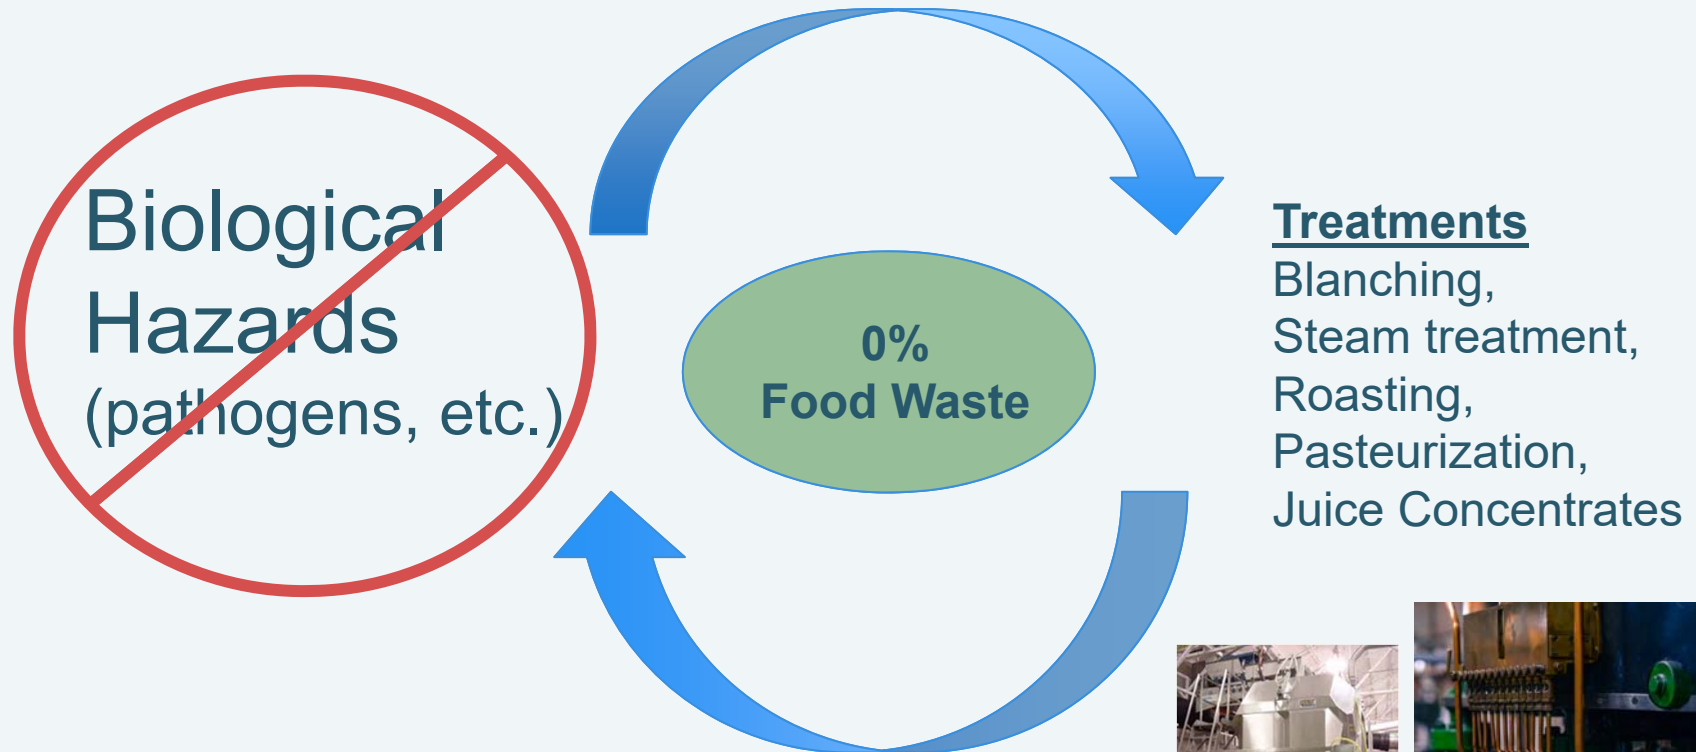 Biological
Hazards
(pathogens, etc.)
0%
Food Waste
Treatments
Blanching,
Steam treatment,
Roasting,
Pasteurization,
Juice Concentrates